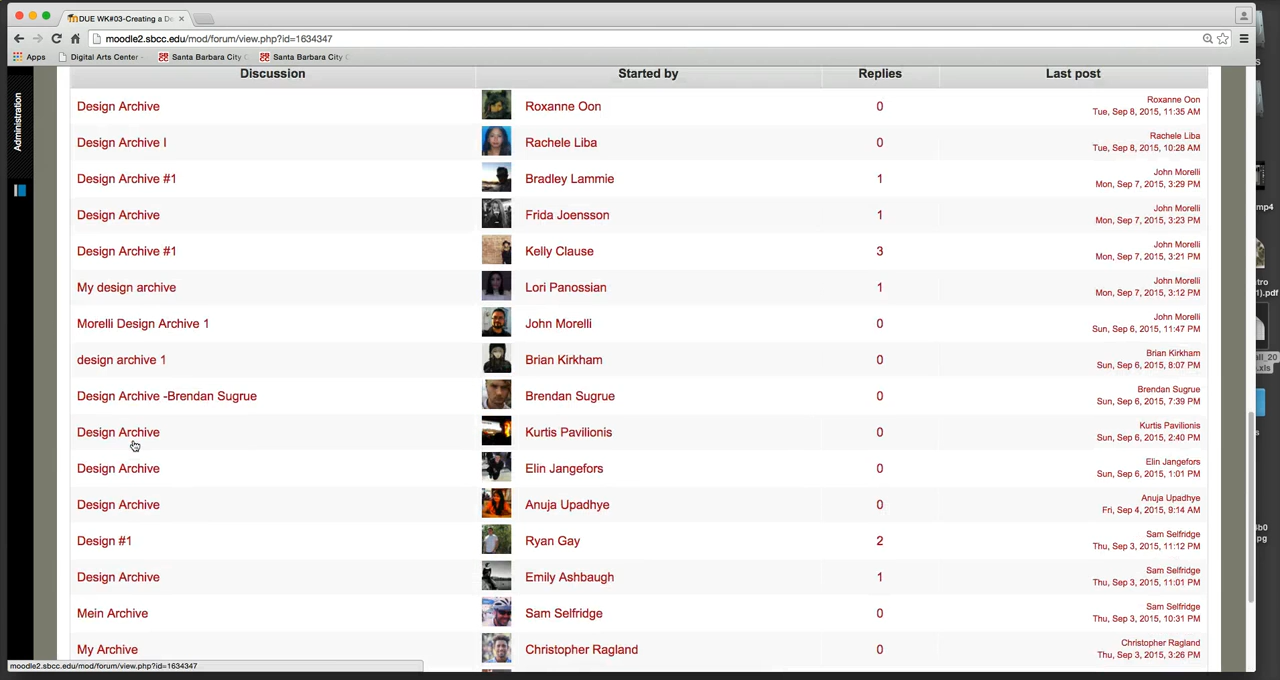 DUE WK#03-Creating a De
moodle2.sbcc.edu/mod/forum/view.php?id=1634347
Apps Digital Arts Center - Santa Barbara City Santa Barbara City
Administration
Discussion Started by Replies Last post
Design Archive Roxanne Oon 0 Roxanne Oon
Tue, Sep 8, 2015, 11:35 AM
Design Archive I Rachele Liba 0 Rachele Liba
Tue, Sep 8, 2015, 10:28 AM
Design Archive #1 Bradley Lammie 1 John Morelli
Mon, Sep 7, 2015, 3:29 PM
Design Archive Frida Joensson 1 John Morelli
Mon, Sep 7, 2015, 3:23 PM
Design Archive #1 Kelly Clause 3 John Morelli
Mon, Sep 7, 2015, 3:21 PM
My design archive Lori Panossian 1 John Morelli
Mon, Sep 7, 2015, 3:12 PM
Morelli Design Archive 1 John Morelli 0 John Morelli
Sun, Sep 6, 2015, 11:47 PM
design archive 1 Brian Kirkham 0 Brian Kirkham
Sun, Sep 6, 2015, 8:07 PM
Design Archive -Brendan Sugrue Brendan Sugrue 0 Brendan Sugrue
Sun, Sep 6, 2015, 7:39 PM
Design Archive Kurtis Pavilionis 0 Kurtis Pavilionis
Sun, Sep 6, 2015, 2:40 PM
Design Archive Elin Jangefors 0 Elin Jangefors
Sun, Sep 6, 2015, 1:01 PM
Design Archive Anuja Upadhye 0 Anuja Upadhye
Fri, Sep 4, 2015, 9:14 AM
Design #1 Ryan Gay 2 Sam Selfridge
Thu, Sep 3, 2015, 11:12 PM
Design Archive Emily Ashbaugh 1 Sam Selfridge
Thu, Sep 3, 2015, 11:01 PM
Mein Archive Sam Selfridge 0 Sam Selfridge
Thu, Sep 3, 2015, 10:31 PM
My Archive Christopher Ragland 0 Christopher Ragland
Thu, Sep 3, 2015, 3:26 PM
moodle2.sbcc.edu/mod/forum/view.php?id=1634347